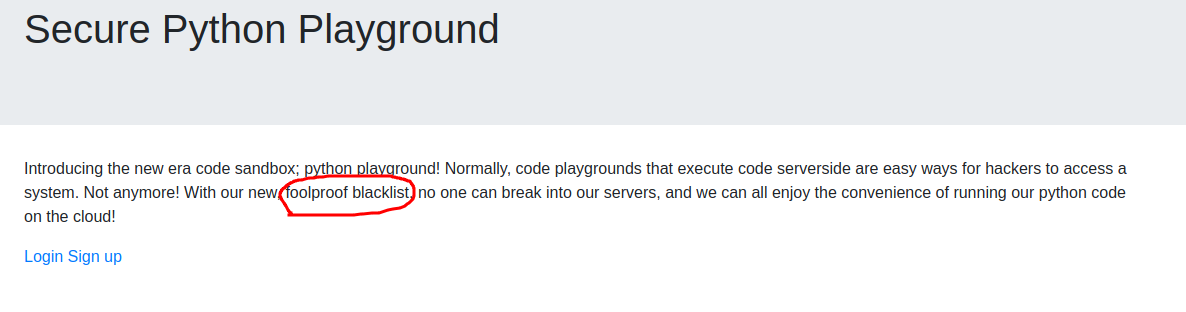 Secure Python Playground
Introducing the new era code sandbox; python playground! Normally, code playgrounds that execute code serverside are easy ways for hackers to access a
system. Not anymore! With our new, foolproof blacklist, no one can break into our servers, and we can all enjoy the convenience of running our python code
on the cloud!
Login Sign up